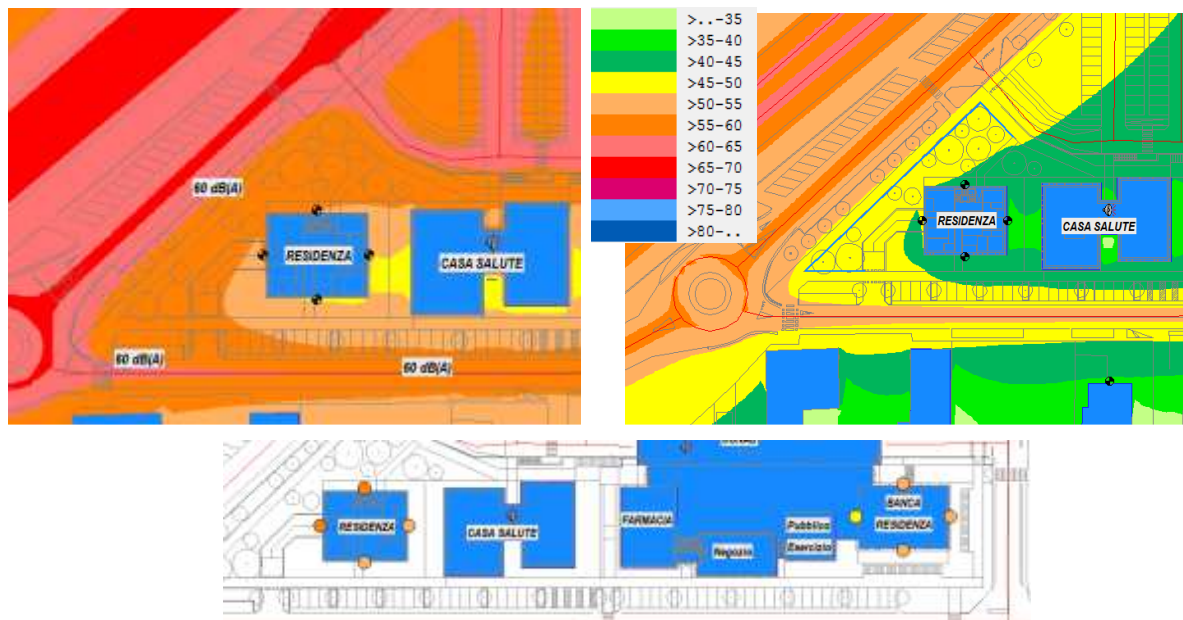 60 dB(A)
RESIDENZA
CASA SALUTE
60 dB(A)
60 dB(A)
>..-35
>35-40
>40-45
>45-50
>50-55
>55-60
>60-65
>65-70
>70-75
>75-80
>80-..
RESIDENZA
CASA SALUTE
RESIDENZA
CASA SALUTE
FARMACIA
Negozio
Pubblico
Esercizio
BANCA
RESIDENZA